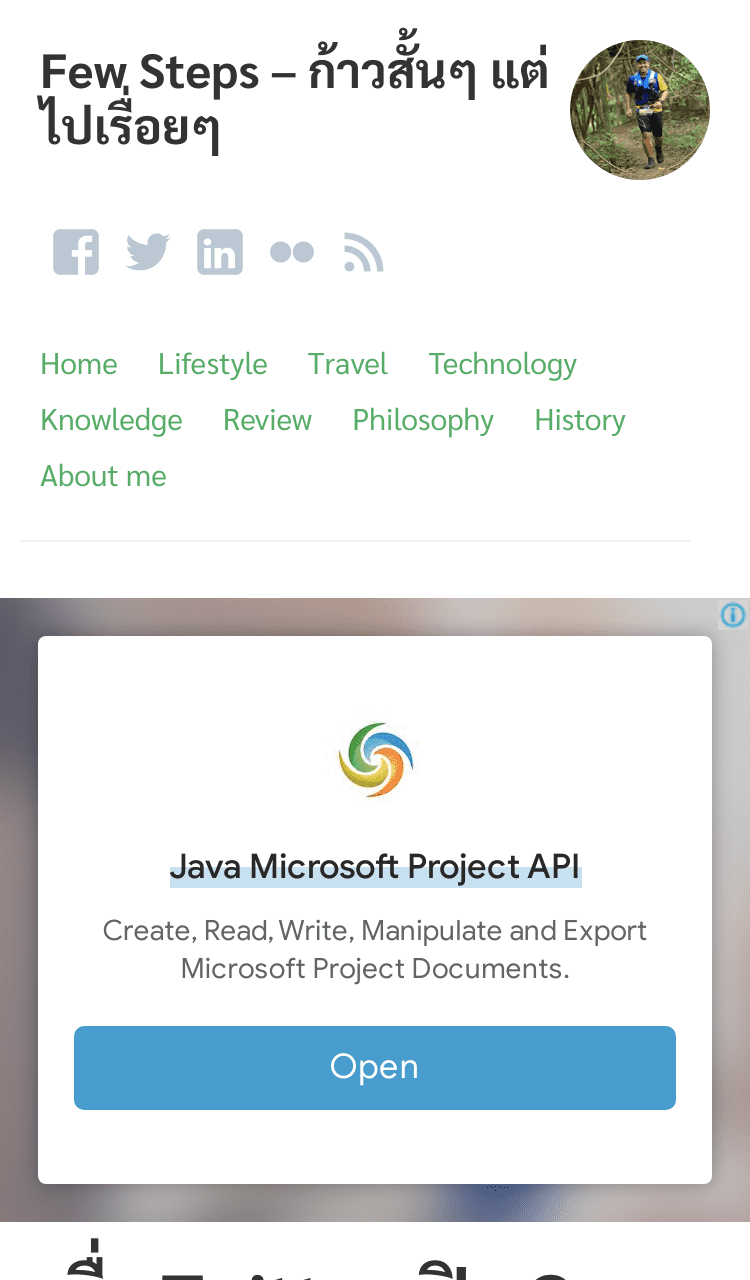 Few Steps – ก้าวสั้นๆ แต่
ไปเรื่อยๆ
Home Lifestyle Travel Technology
Knowledge Review Philosophy History
About me
Java Microsoft Project API
Create, Read, Write, Manipulate and Export
Microsoft Project Documents.
Open